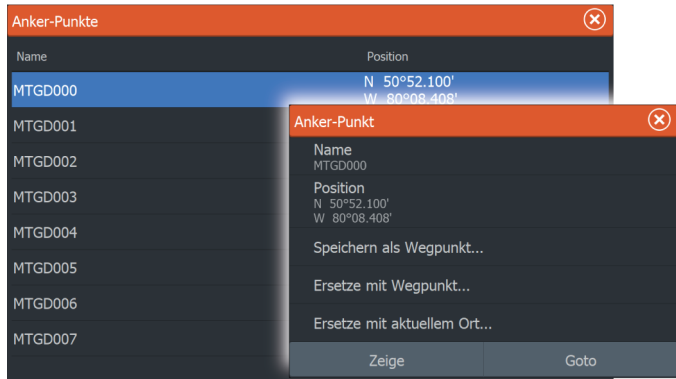 Anker-Punkte
Name Position
MTGD000 N 50°52.100'
W 80°08.408'
MTGD001
MTGD002
MTGD003
MTGD004
MTGD005
MTGD006
MTGD007
Anker-Punkt
Name
MTGD000
Position
N 50°52.100'
W 80°08.408'
Speichern als Wegpunkt...
Ersetze mit Wegpunkt...
Ersetze mit aktuellem Ort...
Zeige Goto